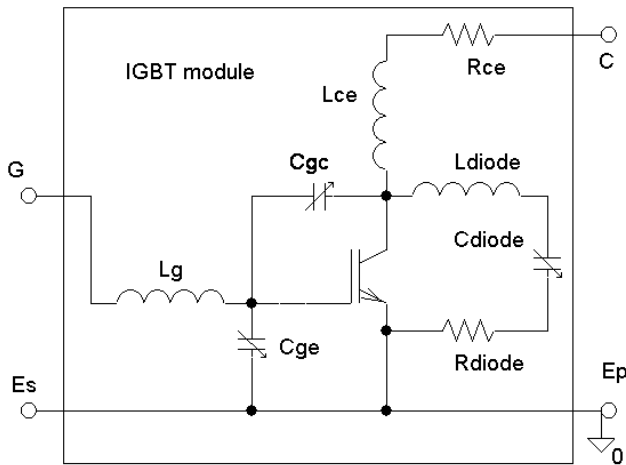 IGBT module
Rce
C
Lce
Cgc
Ldiode
G
Cdiode
Lg
Cge
Rdiode
Es
Ep
0